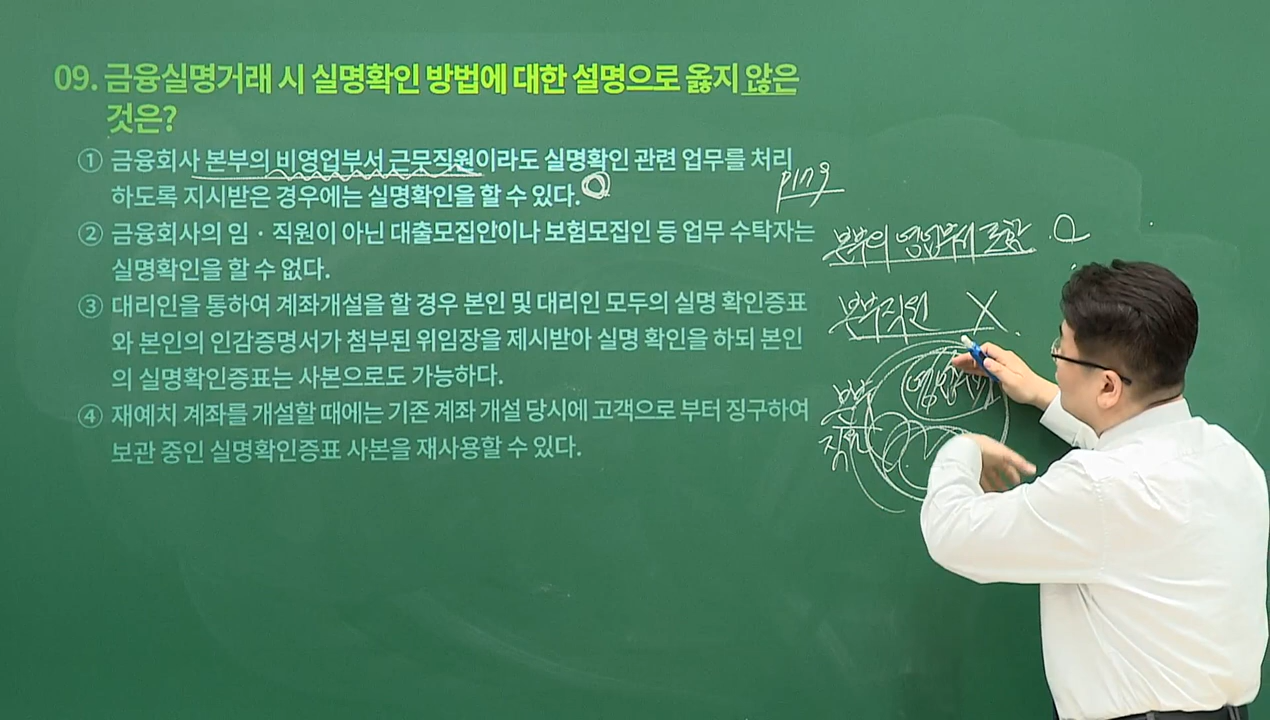 09. 금융실명거래 시 실명확인 방법에 대한 설명으로 옳지 않은
것은?
① 금융회사 본부의 비영업부서 근무직원이라도 실명확인 관련 업무를 처리
하도록 지시받은 경우에는 실명확인을 할 수 있다.
② 금융회사의 임 · 직원이 아닌 대출모집안이나 보험모집인 등 업무 수탁자는
실명확인을 할 수 없다.
③ 대리인을 통하여 계좌개설을 할 경우 본인 및 대리인 모두의 실명 확인증표
와 본인의 인감증명서가 첨부된 위임장을 제시받아 실명 확인을 하되 본인
의 실명확인증표는 사본으로도 가능하다.
④ 재예치 계좌를 개설할 때에는 기존 계좌 개설 당시에 고객으로 부터 징구하여
보관 중인 실명확인증표 사본을 재사용할 수 있다.
ping
본부의 영업부서 포함 O
본부직원 X
본부
직원